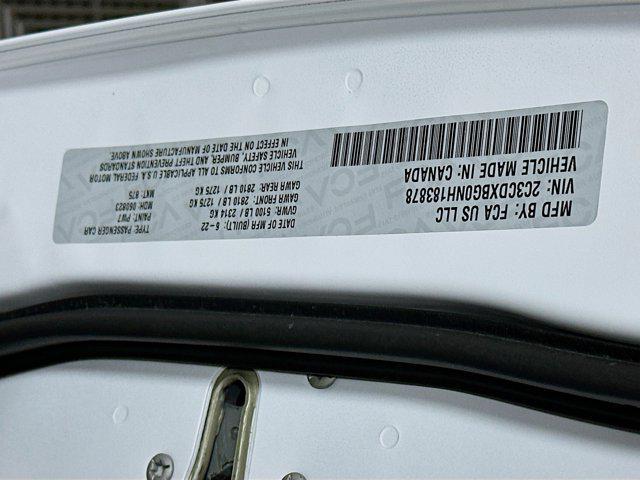 MFD BY: FCA US LLC
VIN: 2C3CDXBG0NH183878
VEHICLE MADE IN: CANADA
DATE OF MFR (BUILT): 6-22
GVWR: 5100 LB / 2314 KG
GAWR FRONT: 2810 LB / 1275 KG
GAWR REAR: 2810 LB / 1275 KG
THIS VEHICLE CONFORMS TO ALL APPLICABLE U.S.A. FEDERAL MOTOR
VEHICLE SAFETY, BUMPER, AND THEFT PREVENTION STANDARDS
IN EFFECT ON THE DATE OF MANUFACTURE SHOWN ABOVE.
TYPE: PASSENGER CAR
PAINT: PW7
MDH: 060823
MKT: 875